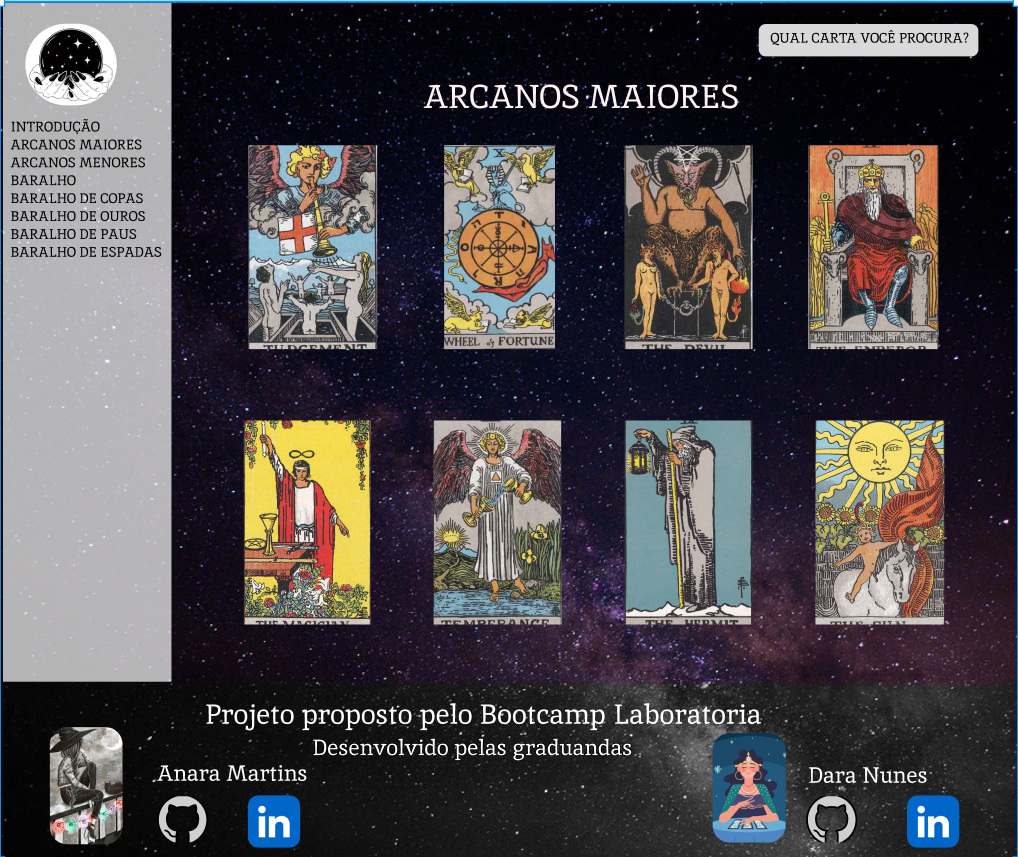 QUAL CARTA VOCÊ PROCURA?
ARCANOS MAIORES
INTRODUÇÃO
ARCANOS MAIORES
ARCANOS MENORES
BARALHO
BARALHO DE COPAS
BARALHO DE OUROS
BARALHO DE PAUS
BARALHO DE ESPADAS
X
JUDGEMENT
WHEEL of FORTUNE
THE DEVIL
THE EMPEROR
THE MAGICIAN
TEMPERANCE
THE HERMIT
THE SUN
Projeto proposto pelo Bootcamp Laboratoria
Desenvolvido pelas graduandas
Anara Martins
Dara Nunes
in
in